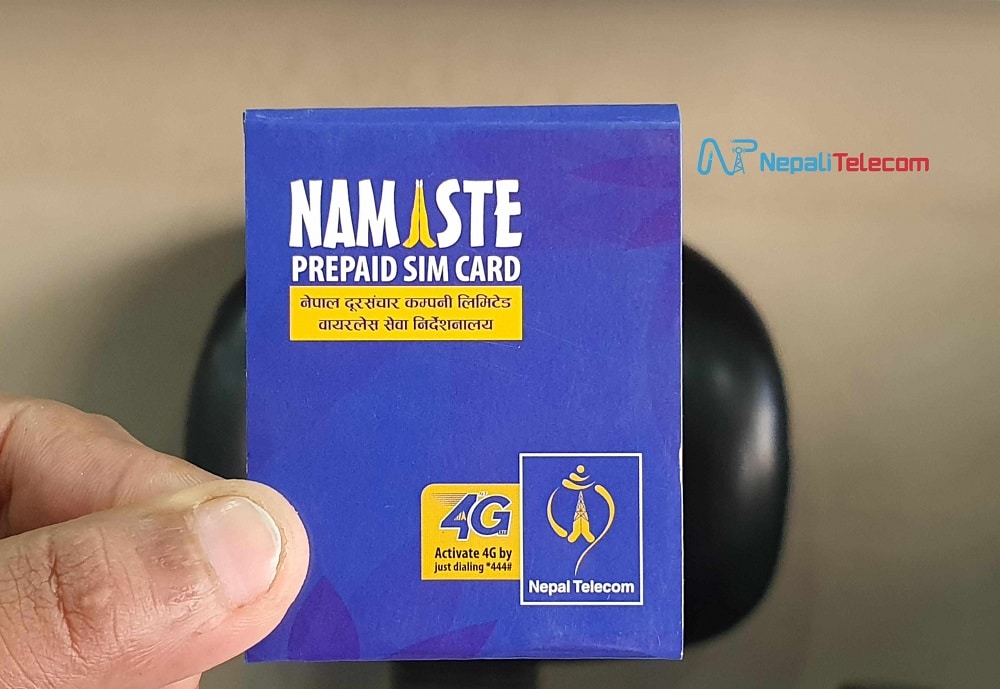 NAMASTE
PREPAID SIM CARD
नेपाल दूरसंचार कम्पनी लिमिटेड
वायरलेस सेवा निर्देशनालय
4G
Activate 4G by
just dialing *444#
Nepal Telecom
NepaliTelecom